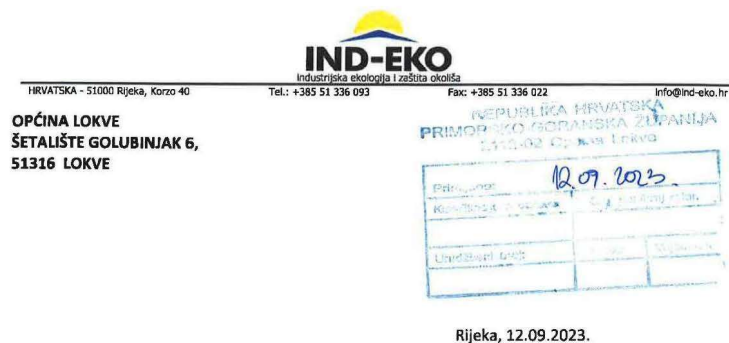 IND-EKO
industrijska ekologija i zaštita okoliša
HRVATSKA - 51000 Rijeka, Korzo 40 Tel.: +385 51 336 093 Fax: +385 51 336 022 info@ind-eko.hr
OPĆINA LOKVE
ŠETALIŠTE GOLUBINJAK 6,
51316 LOKVE
REPUBLIKA HRVATSKA
PRIMORSKO-GORANSKA ŽUPANIJA
Općina Lokve
Primljeno: 12.09.2023.
Rijeka, 12.09.2023.